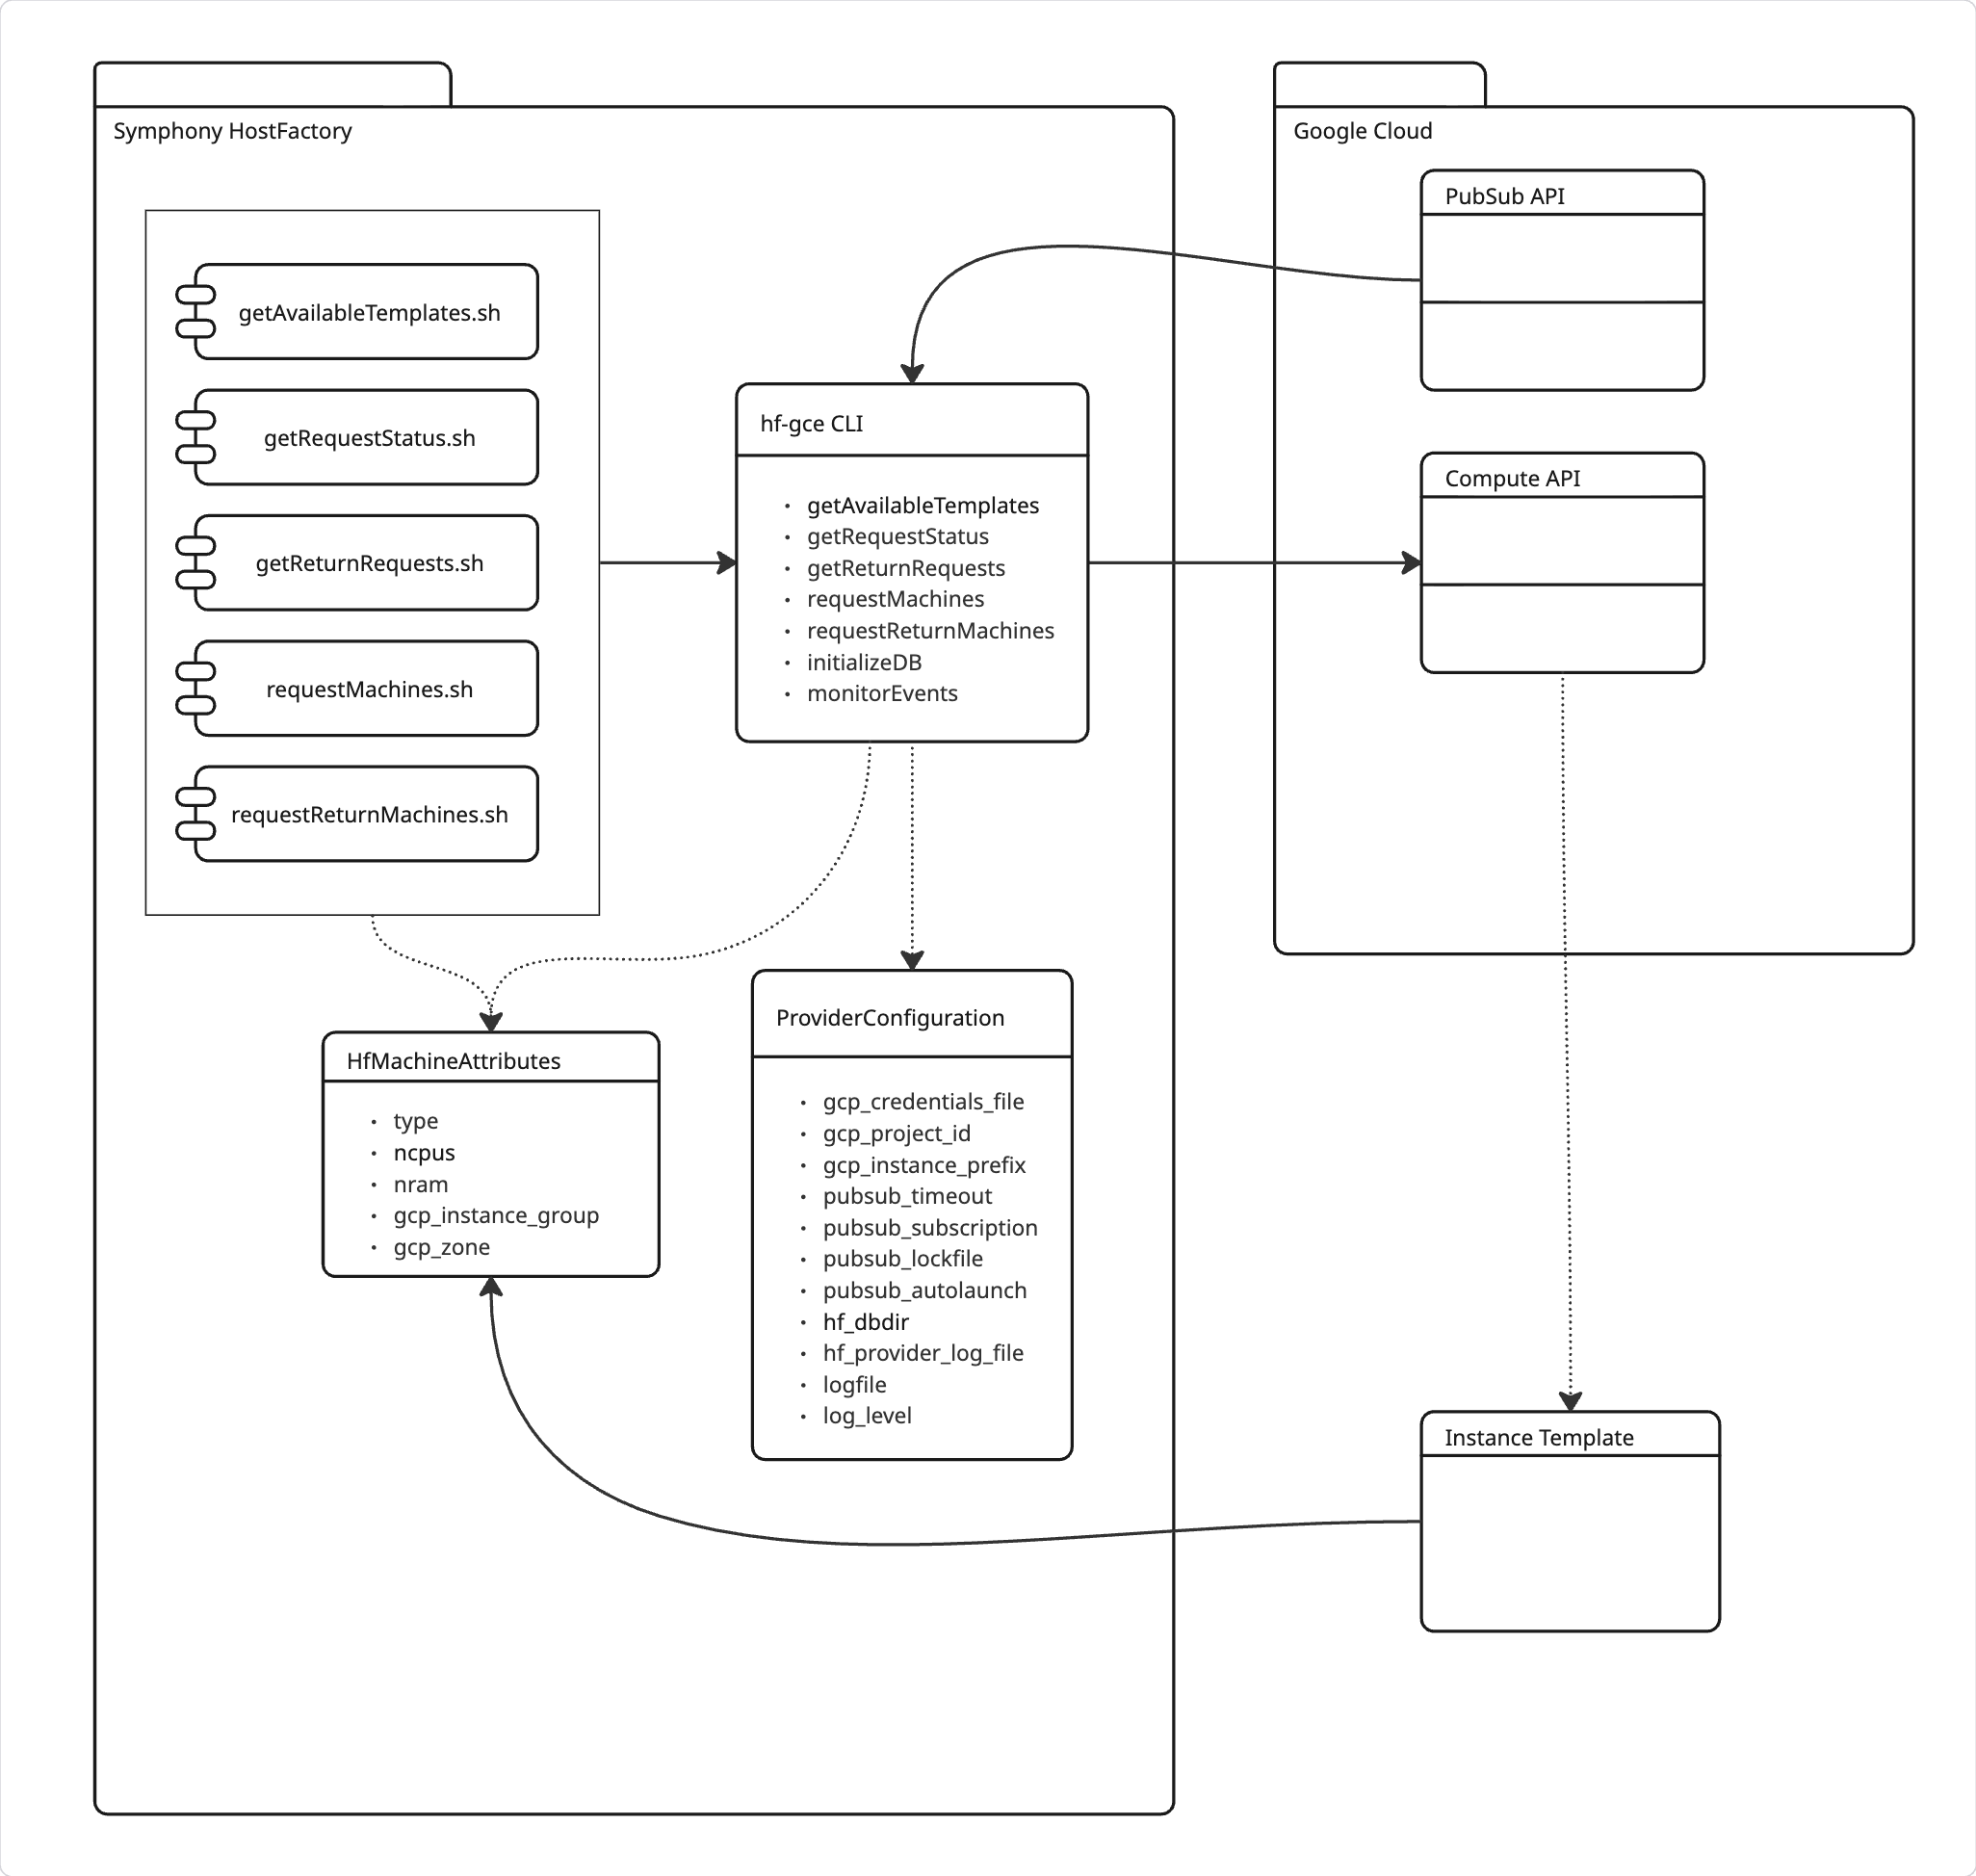 Symphony HostFactory
getAvailableTemplates.sh
getRequestStatus.sh
getReturnRequests.sh
requestMachines.sh
requestReturnMachines.sh
hf-gce CLI
· getAvailableTemplates
· getRequestStatus
· getReturnRequests
· requestMachines
· requestReturnMachines
· initializeDB
· monitorEvents
HfMachineAttributes
· type
· ncpus
· nram
· gcp_instance_group
· gcp_zone
ProviderConfiguration
· gcp_credentials_file
· gcp_project_id
· gcp_instance_prefix
· pubsub_timeout
· pubsub_subscription
· pubsub_lockfile
· pubsub_autolaunch
· hf_dbdir
· hf_provider_log_file
· logfile
· log_level
Google Cloud
PubSub API
Compute API
Instance Template